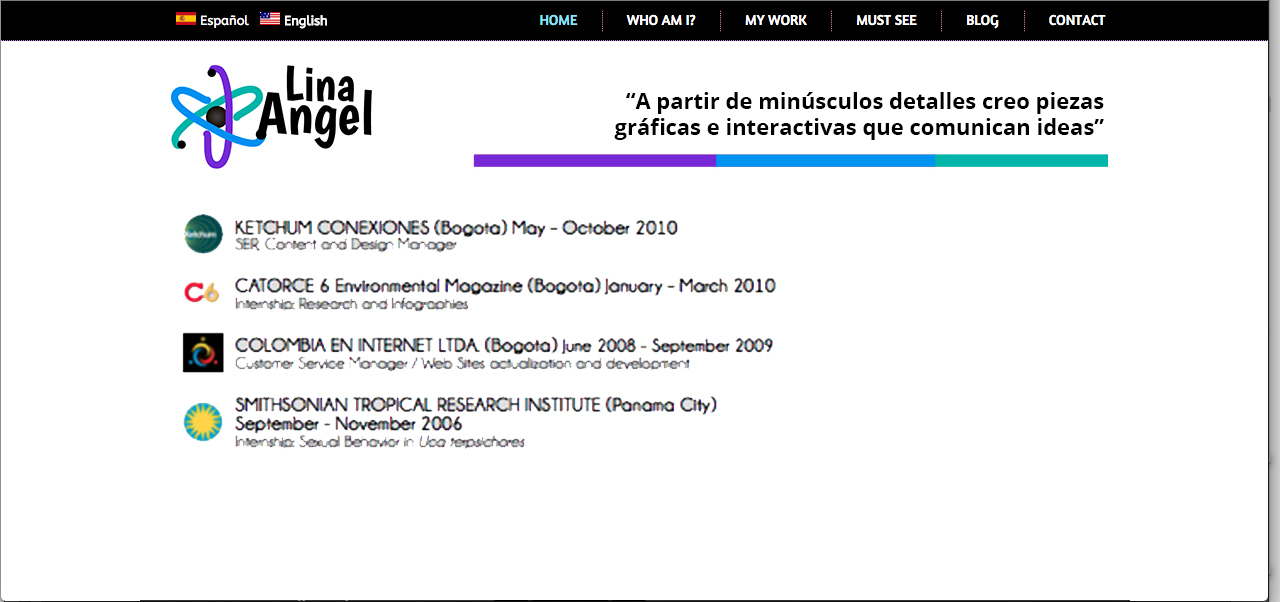 Español English HOME WHO AM I? MY WORK MUST SEE BLOG CONTACT
Lina
Angel
“A partir de minúsculos detalles creo piezas
gráficas e interactivas que comunican ideas”
Ketchum
KETCHUM CONEXIONES (Bogota) May - October 2010
SER, Content and Design Manager
C6
CATORCE 6 Environmental Magazine (Bogota) January - March 2010
Internship: Research and Infographies
COLOMBIA EN INTERNET LTDA. (Bogota) June 2008 - September 2009
Customer Service Manager / Web Sites actualization and development
SMITHSONIAN TROPICAL RESEARCH INSTITUTE (Panama City)
September - November 2006
Internship: Sexual Behavior in Uca terpsichores